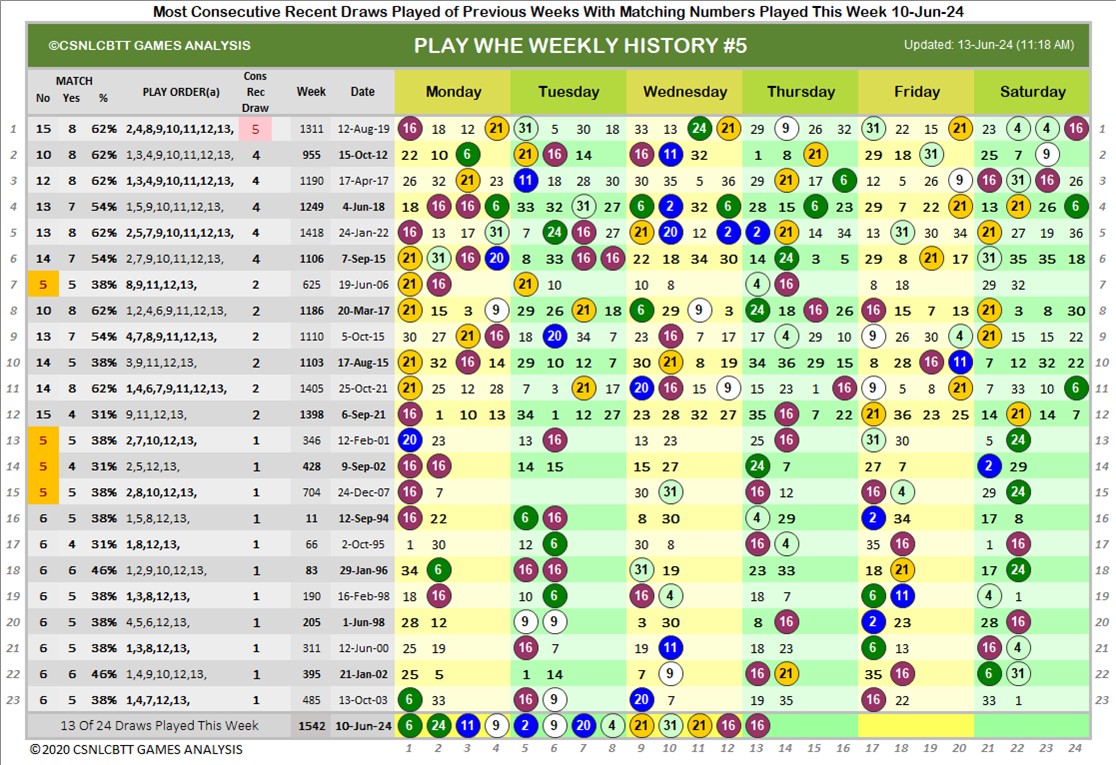 Most Consecutive Recent Draws Played of Previous Weeks With Matching Numbers Played This Week 10-Jun-24
©CSNLCBTT GAMES ANALYSIS PLAY WHE WEEKLY HISTORY #5 Updated: 13-Jun-24 (11:18 AM)
No MATCH Yes % PLAY ORDER(a) Cons Rec Draw Week Date Monday Tuesday Wednesday Thursday Friday Saturday
1 15 8 62% 2,4,8,9,10,11,12,13, 5 1311 12-Aug-19 16 18 12 21 31 5 30 18 33 13 24 21 29 9 26 32 31 22 15 21 23 4 4 16 1
2 10 8 62% 1,3,4,9,10,11,12,13, 4 955 15-Oct-12 22 10 3 21 16 14 16 11 32 1 8 21 29 18 31 25 7 9 2
3 12 8 62% 1,3,4,9,10,11,12,13, 4 1190 17-Apr-17 26 32 21 23 11 18 28 30 30 35 5 36 29 21 17 6 12 5 26 9 16 31 16 26 3
4 13 7 54% 1,5,9,10,11,12,13, 4 1249 4-Jun-18 18 16 16 6 33 32 31 27 6 2 32 6 28 15 6 23 29 7 22 21 13 21 26 6 4
5 13 8 62% 2,5,7,9,10,11,12,13, 4 1418 24-Jan-22 16 13 17 31 7 24 16 27 21 20 12 2 2 21 14 34 13 31 30 34 21 27 19 36 5
6 14 7 54% 2,7,9,10,11,12,13, 4 1106 7-Sep-15 21 31 16 20 8 33 16 16 22 18 34 30 14 24 3 5 29 8 21 17 31 35 35 18 6
7 5 5 38% 8,9,11,12,13, 2 625 19-Jun-06 21 16 21 10 10 8 4 16 8 18 29 32 7
8 10 8 62% 1,2,4,6,9,11,12,13, 2 1186 20-Mar-17 21 15 3 9 29 26 21 18 6 29 9 3 24 18 16 26 16 15 7 13 21 3 8 30 8
9 13 7 54% 4,7,8,9,11,12,13, 2 1110 5-Oct-15 30 27 21 16 18 20 34 7 23 16 7 17 17 4 29 10 9 26 30 4 21 15 15 22 9
10 14 5 38% 3,9,11,12,13, 2 1103 17-Aug-15 21 32 16 14 29 10 12 7 30 21 8 19 34 36 29 15 8 28 16 11 7 12 32 22 10
11 14 8 62% 1,4,6,7,9,11,12,13, 2 1405 25-Oct-21 21 25 12 28 7 3 21 17 20 16 15 9 15 23 1 16 9 5 8 21 7 33 10 6 11
12 15 4 31% 9,11,12,13, 2 1398 6-Sep-21 16 1 10 13 34 1 12 27 23 28 32 27 35 16 7 22 21 36 23 25 14 21 14 7 12
13 5 5 38% 2,7,10,12,13, 1 346 12-Feb-01 20 23 13 16 13 23 25 16 31 30 5 24 13
14 5 4 31% 2,5,12,13, 1 428 9-Sep-02 16 16 14 15 15 27 24 7 27 7 2 29 14
15 5 5 38% 2,8,10,12,13, 1 704 24-Dec-07 16 7 30 31 16 12 16 4 29 24 15
16 6 5 38% 1,5,8,12,13, 1 11 12-Sep-94 16 22 6 16 8 30 4 29 2 34 17 8 16
17 6 4 31% 1,8,12,13, 1 66 2-Oct-95 1 30 12 6 30 8 16 4 35 16 1 16 17
18 6 6 46% 1,2,9,10,12,13, 1 83 29-Jan-96 34 6 16 16 31 19 23 33 18 21 17 24 18
19 6 5 38% 1,3,8,12,13, 1 190 16-Feb-98 18 16 10 6 16 4 18 7 6 11 4 1 19
20 6 5 38% 4,5,6,12,13, 1 205 1-Jun-98 28 12 9 9 3 30 8 16 2 23 28 16 20
21 6 5 38% 1,3,8,12,13, 1 311 12-Jun-00 25 19 16 7 19 11 18 23 6 13 16 4 21
22 6 6 46% 1,4,9,10,12,13, 1 395 21-Jan-02 25 5 1 14 7 9 16 21 35 16 6 31 22
23 6 5 38% 1,4,7,12,13, 1 485 13-Oct-03 6 33 16 9 20 7 19 35 16 22 33 1 23
13 Of 24 Draws Played This Week 1542 10-Jun-24 6 24 11 9 2 9 20 4 21 31 21 16 16
© 2020 CSNLCBTT GAMES ANALYSIS 1 2 3 4 5 6 7 8 9 10 11 12 13 14 15 16 17 18 19 20 21 22 23 24